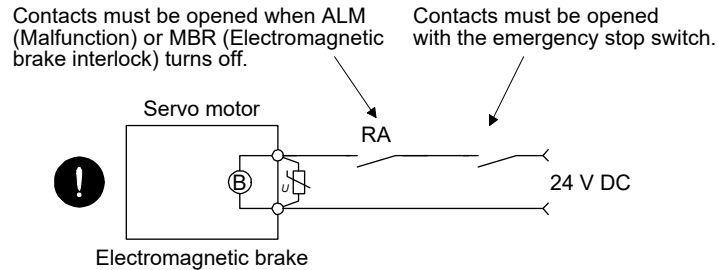 Contacts must be opened when ALM
(Malfunction) or MBR (Electromagnetic
brake interlock) turns off.
Contacts must be opened
with the emergency stop switch.
Servo motor
RA
B
U
24 V DC
Electromagnetic brake